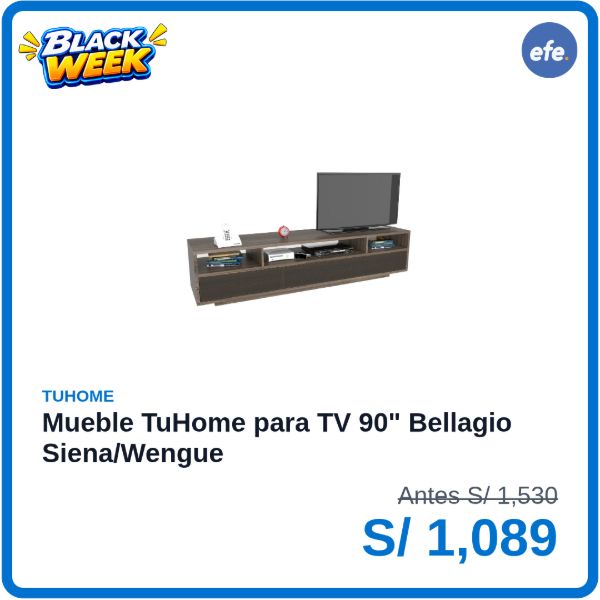 BLACK
WEEK
efe.
TUHOME
Mueble TuHome para TV 90" Bellagio
Siena/Wengue
Antes S/ 1,530
S/ 1,089